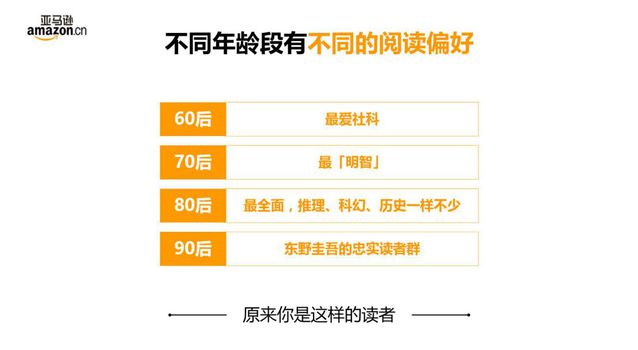 亚马逊
amazon.cn
不同年龄段有不同的阅读偏好
60后 最爱社科
70后 最「明智」
80后 最全面，推理、科幻、历史一样不少
90后 东野圭吾的忠实读者群
原来你是这样的读者